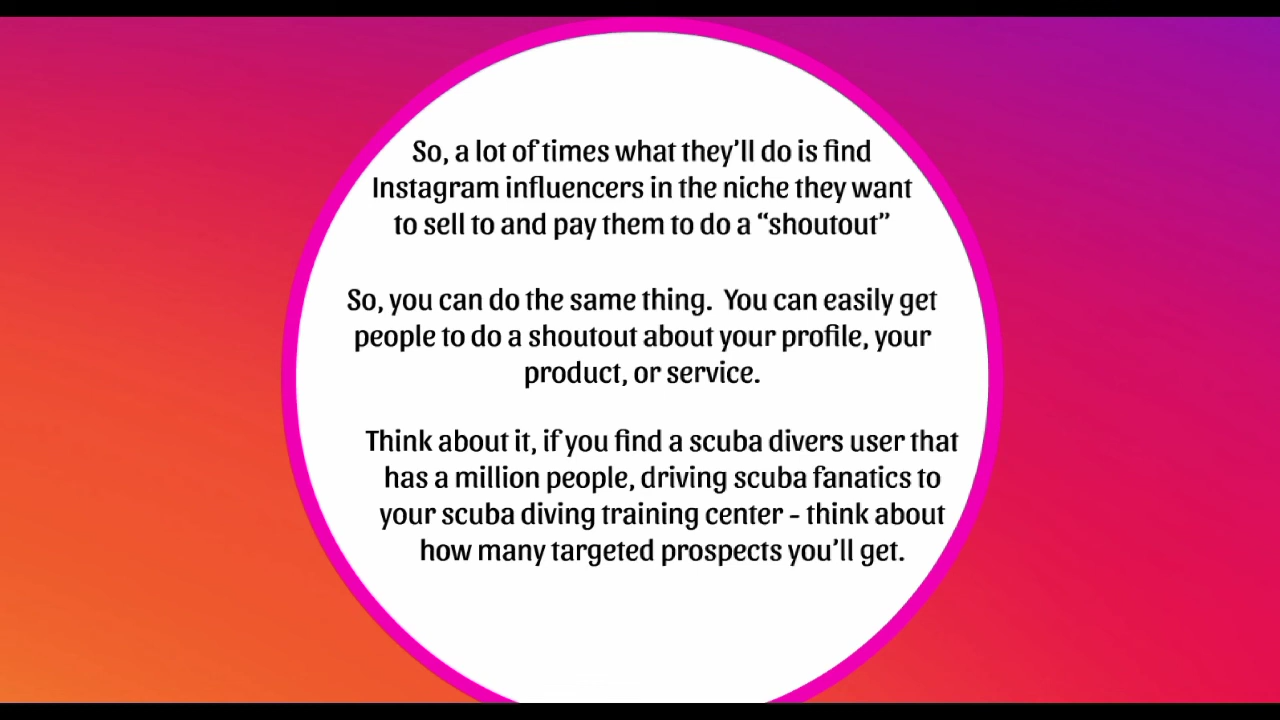 So, a lot of times what they’ll do is find
Instagram influencers in the niche they want
to sell to and pay them to do a “shoutout”
So, you can do the same thing.  You can easily get
people to do a shoutout about your profile, your
product, or service.
Think about it, if you find a scuba divers user that
has a million people, driving scuba fanatics to
your scuba diving training center - think about
how many targeted prospects you’ll get.